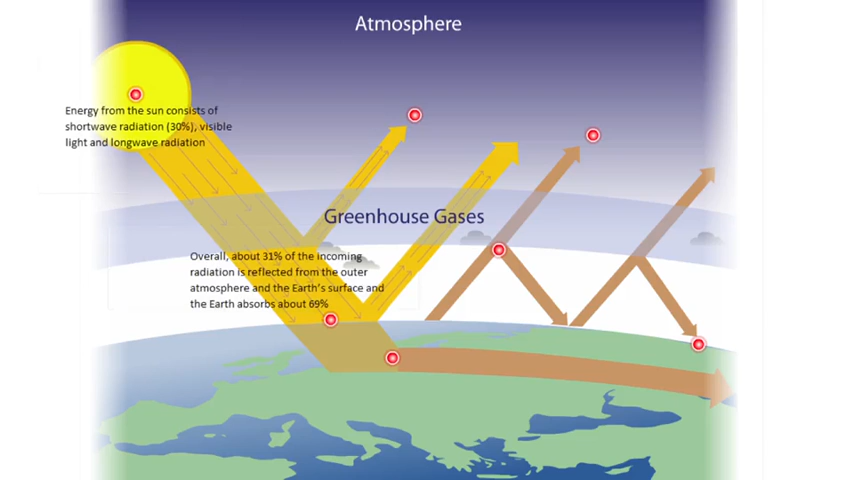 Atmosphere
Energy from the sun consists of
shortwave radiation (30%), visible
light and longwave radiation
Greenhouse Gases
Overall, about 31% of the incoming
radiation is reflected from the outer
atmosphere and the Earth's surface and
the Earth absorbs about 69%